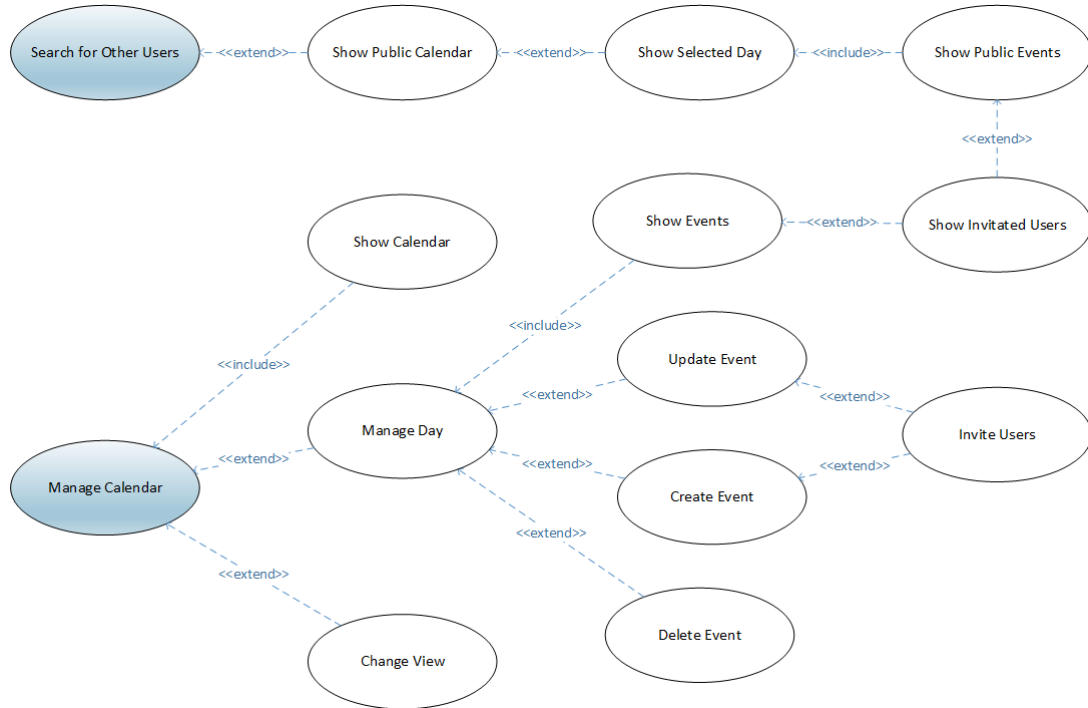 Search for Other Users
<<extend>>
Show Public Calendar
<<extend>>
Show Selected Day
<<include>>
Show Public Events
<<extend>>
Show Calendar
Show Events
<<extend>>
Show Invitated Users
<<include>>
<<include>>
Update Event
<<extend>>
<<extend>>
Manage Day
Invite Users
<<extend>>
<<extend>>
<<extend>>
Manage Calendar
Create Event
<<extend>>
<<extend>>
Change View
Delete Event